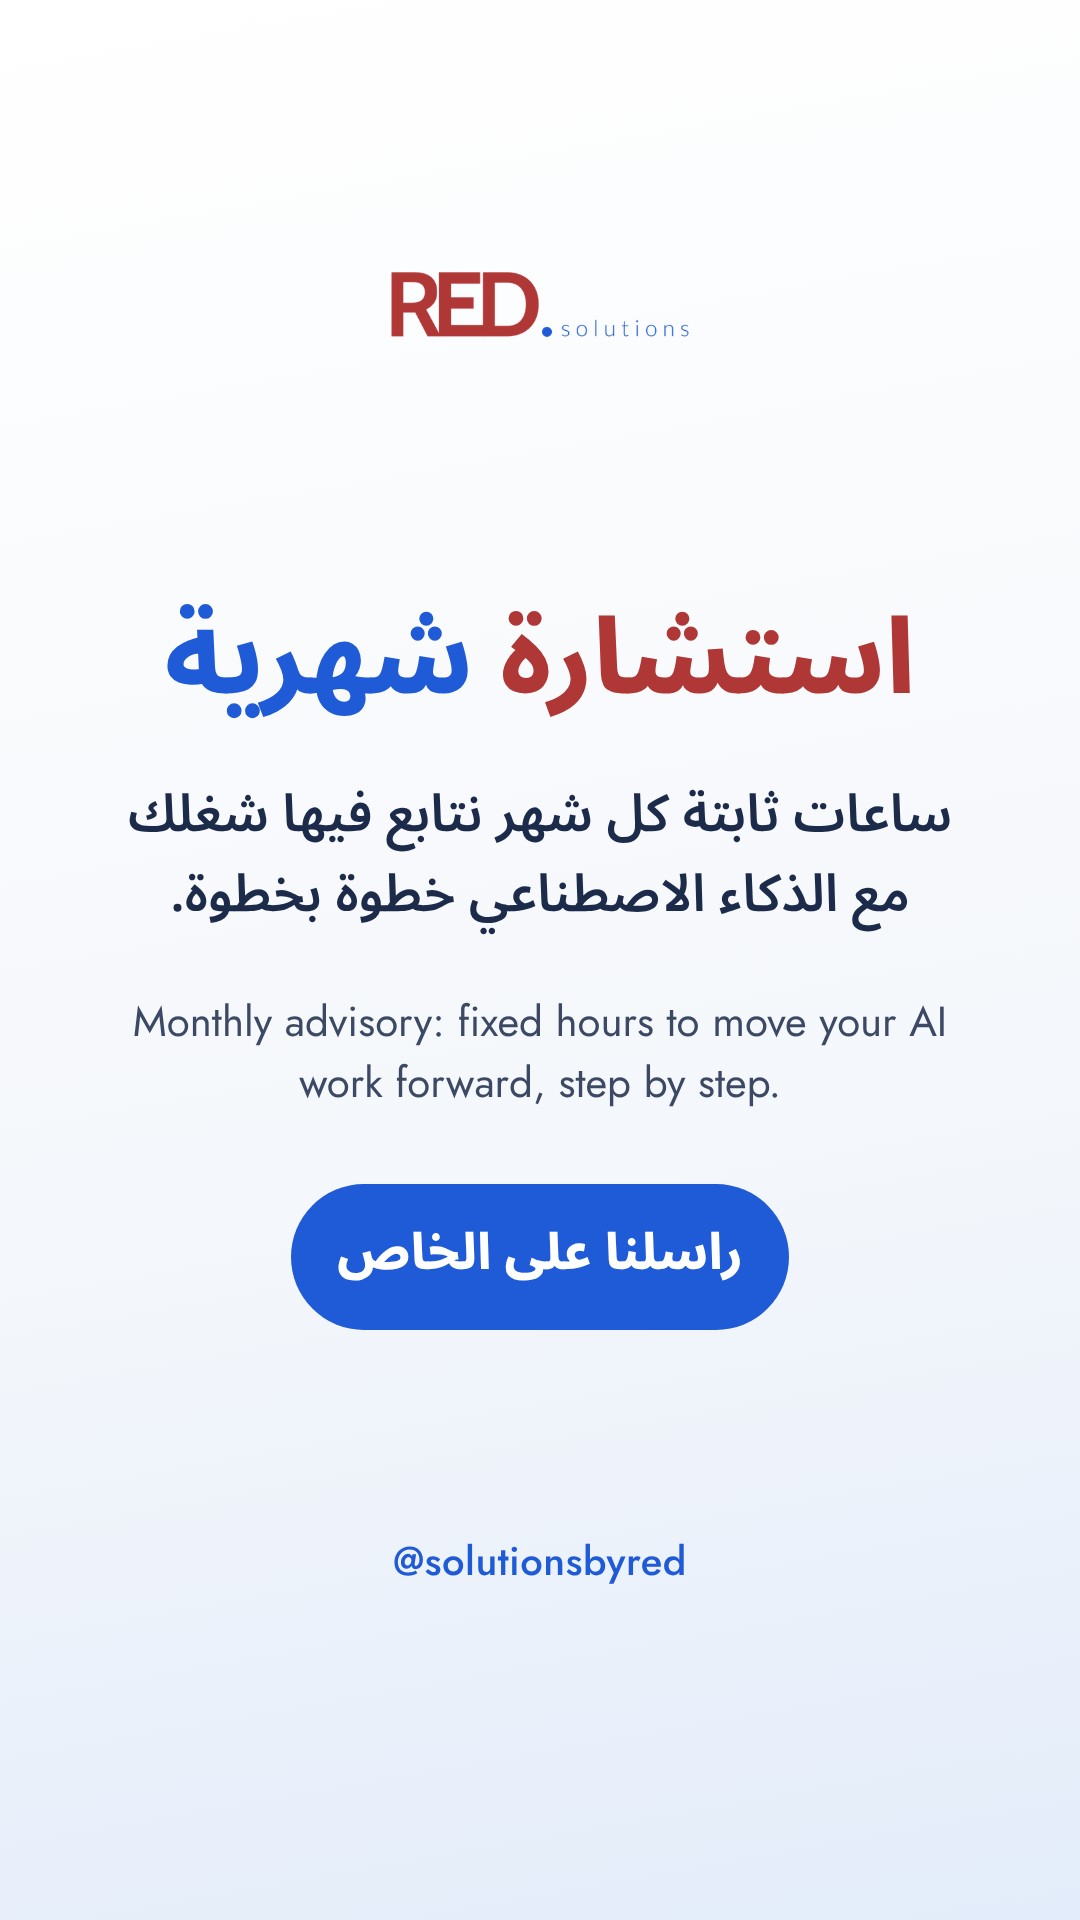 RED.solutions
استشارة شهرية
ساعات ثابتة كل شهر نتابع فيها شغلك
مع الذكاء الاصطناعي خطوة بخطوة.
Monthly advisory: fixed hours to move your AI
work forward, step by step.
راسلنا على الخاص
@solutionsbyred